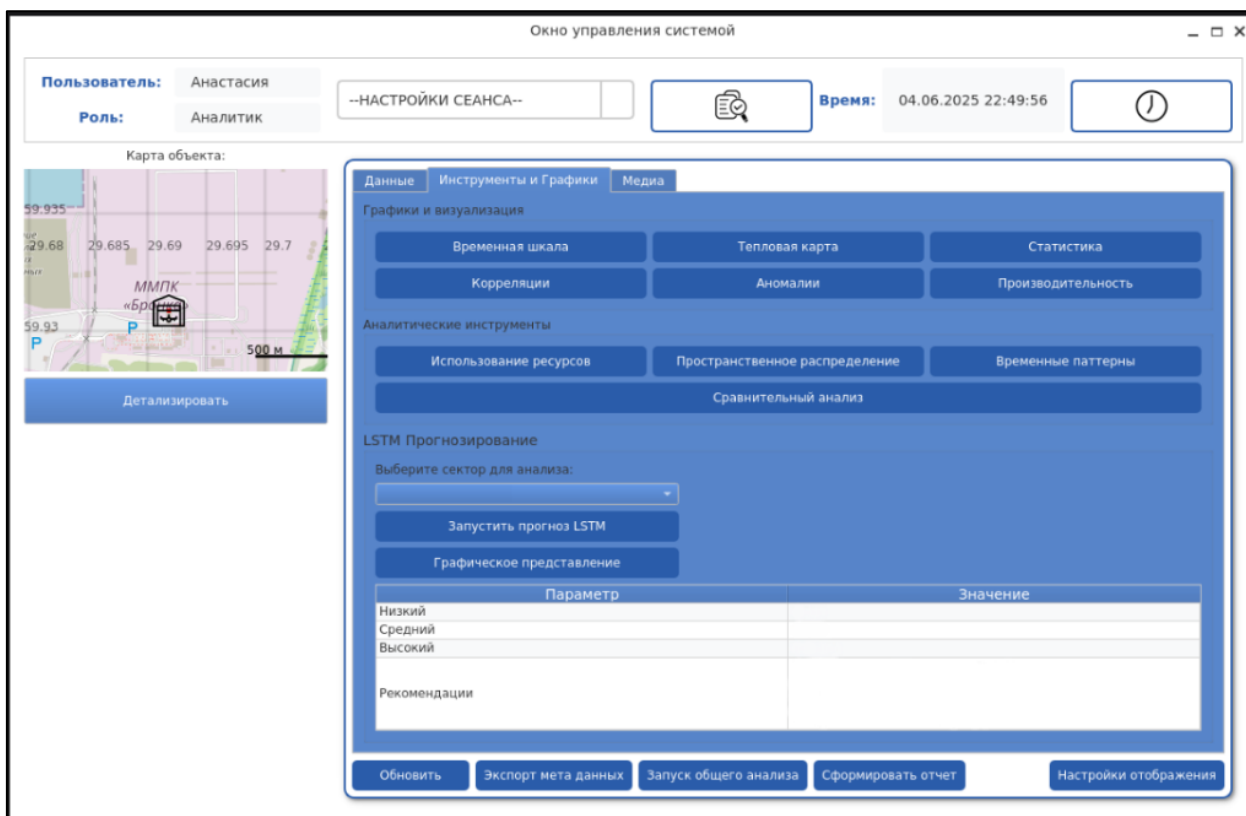 Окно управления системой
Пользователь: Анастасия
Роль: Аналитик
--НАСТРОЙКИ СЕАНСА--
Время: 04.06.2025 22:49:56
Карта объекта:
59.935
29.68 29.685 29.69 29.695 29.7
ММПК
59.93
P
P
500 м
Детализировать
Данные Инструменты и Графики Медиа
Графики и визуализация
Временная шкала Тепловая карта Статистика
Корреляции Аномалии Производительность
Аналитические инструменты
Использование ресурсов Пространственное распределение Временные паттерны
Сравнительный анализ
LSTM Прогнозирование
Выберите сектор для анализа:
Запустить прогноз LSTM
Графическое представление
Параметр Значение
Низкий
Средний
Высокий
Рекомендации
Обновить Экспорт мета данных Запуск общего анализа Сформировать отчет Настройки отображения